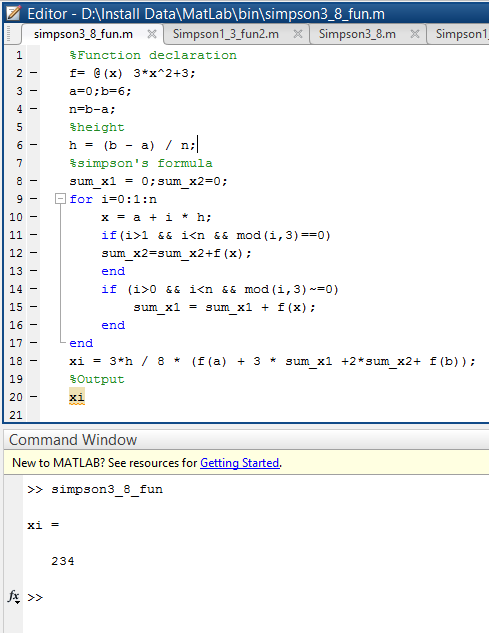 Editor - D:\Install Data\MatLab\bin\simpson3_8_fun.m
simpson3_8_fun.m Simpson1_3_fun2.m Simpson3_8.m Simpson1_
1 %Function declaration
2 - f= @(x) 3*x^2+3;
3 - a=0;b=6;
4 - n=b-a;
5 %height
6 - h = (b - a) / n;
7 %simpson's formula
8 - sum_x1 = 0;sum_x2=0;
9 - for i=0:1:n
10 - x = a + i * h;
11 - if(i>1 && i<n && mod(i,3)==0)
12 - sum_x2=sum_x2+f(x);
13 - end
14 - if (i>0 && i<n && mod(i,3)~=0)
15 - sum_x1 = sum_x1 + f(x);
16 - end
17 - end
18 - xi = 3*h / 8 * (f(a) + 3 * sum_x1 +2*sum_x2+ f(b));
19 %Output
20 - xi
21
Command Window
New to MATLAB? See resources for Getting Started.
>> simpson3_8_fun
xi =
234
fx >>